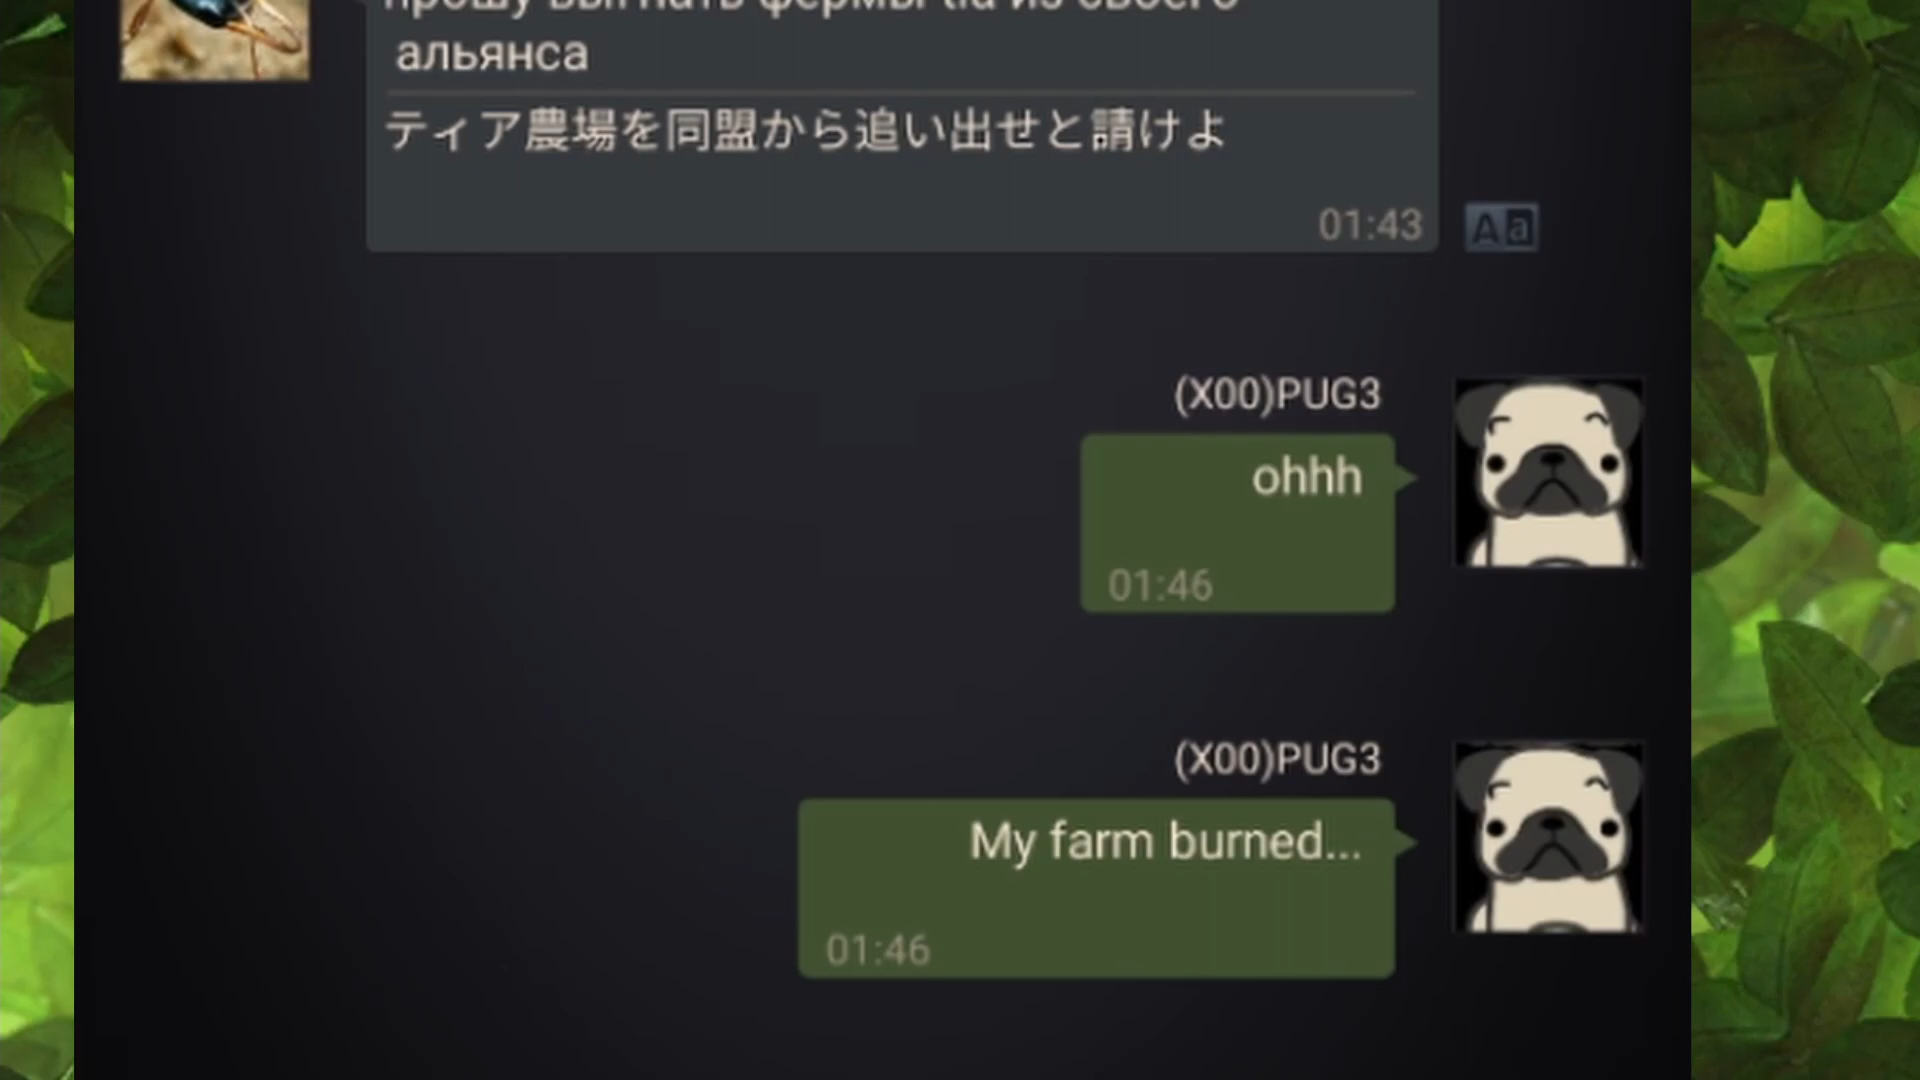 прошу выгнать фермы tia из своего
альянса
ティア農場を同盟から追い出せと請けよ
01:43
Aa
(X00)PUG3
ohhh
01:46
(X00)PUG3
My farm burned...
01:46